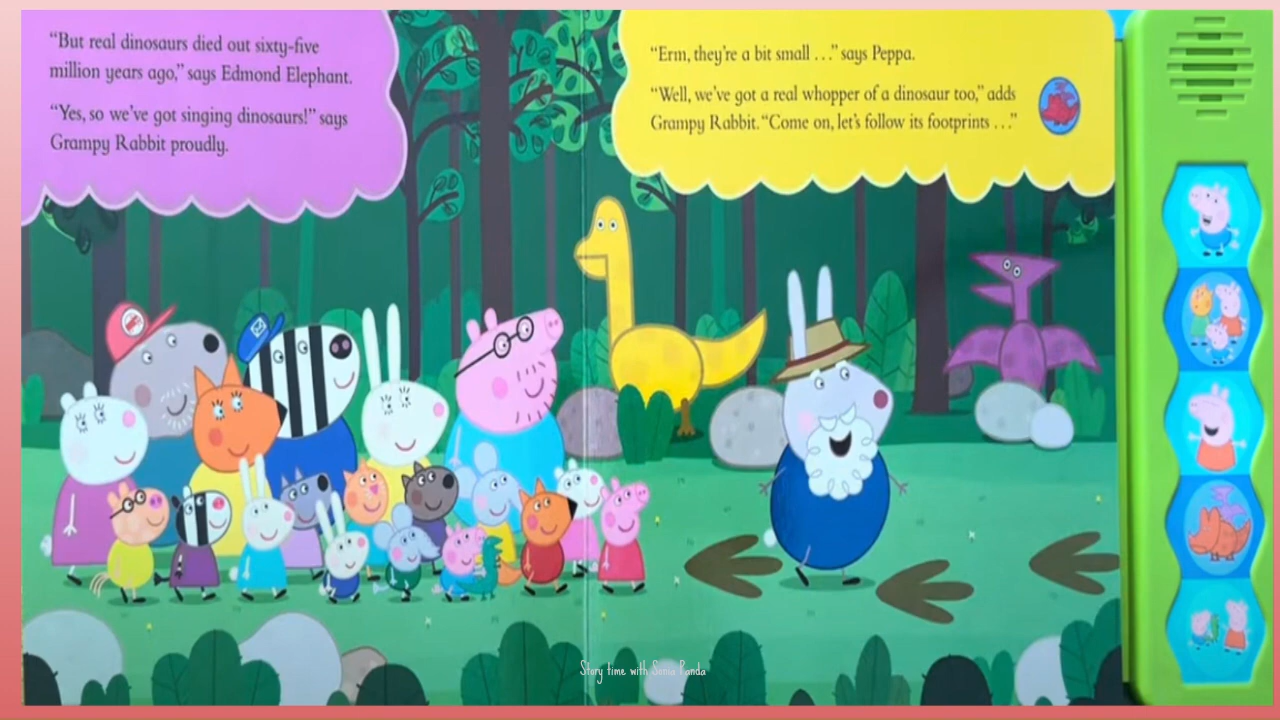 “But real dinosaurs died out sixty-five
million years ago,” says Edmond Elephant.
“Yes, so we’ve got singing dinosaurs!” says
Grampy Rabbit proudly.
“Erm, they’re a bit small . . .” says Peppa.
“Well, we’ve got a real whopper of a dinosaur too,” adds
Grampy Rabbit. “Come on, let’s follow its footprints . . .”
Story time with Sonia Panda